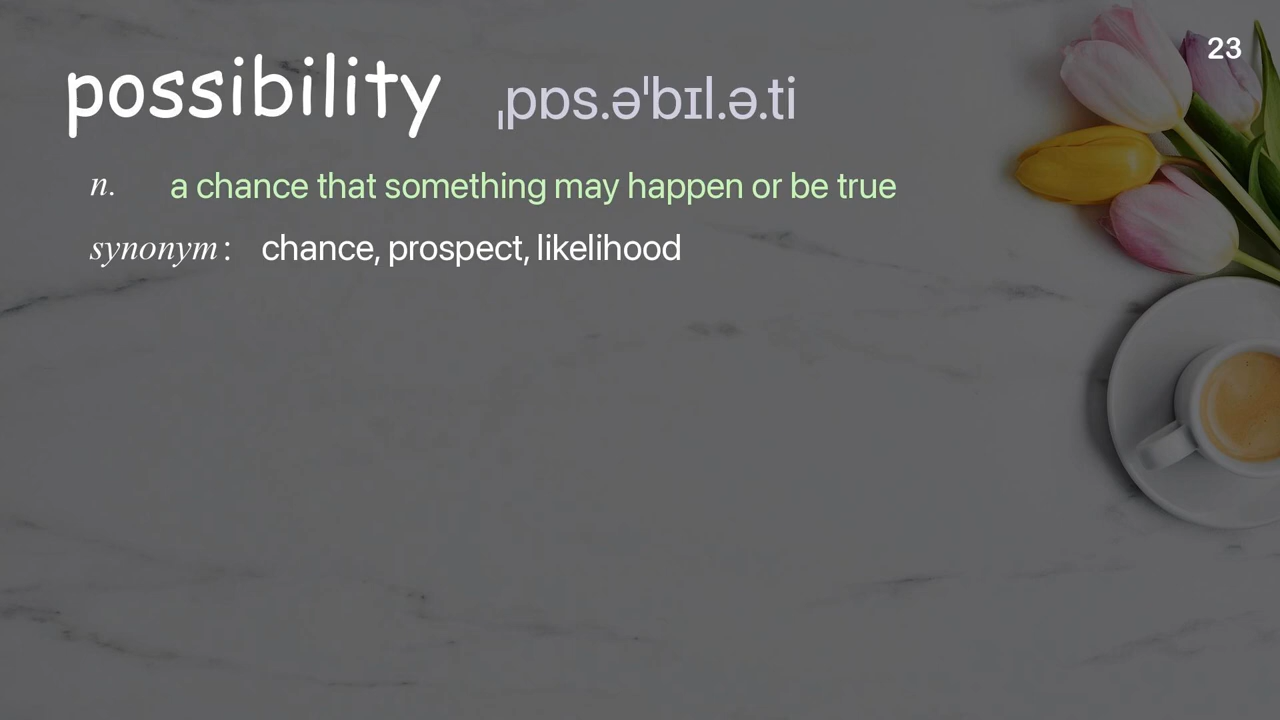 23
possibility ˌpɒs.əˈbɪl.ə.ti
n. a chance that something may happen or be true
synonym: chance, prospect, likelihood